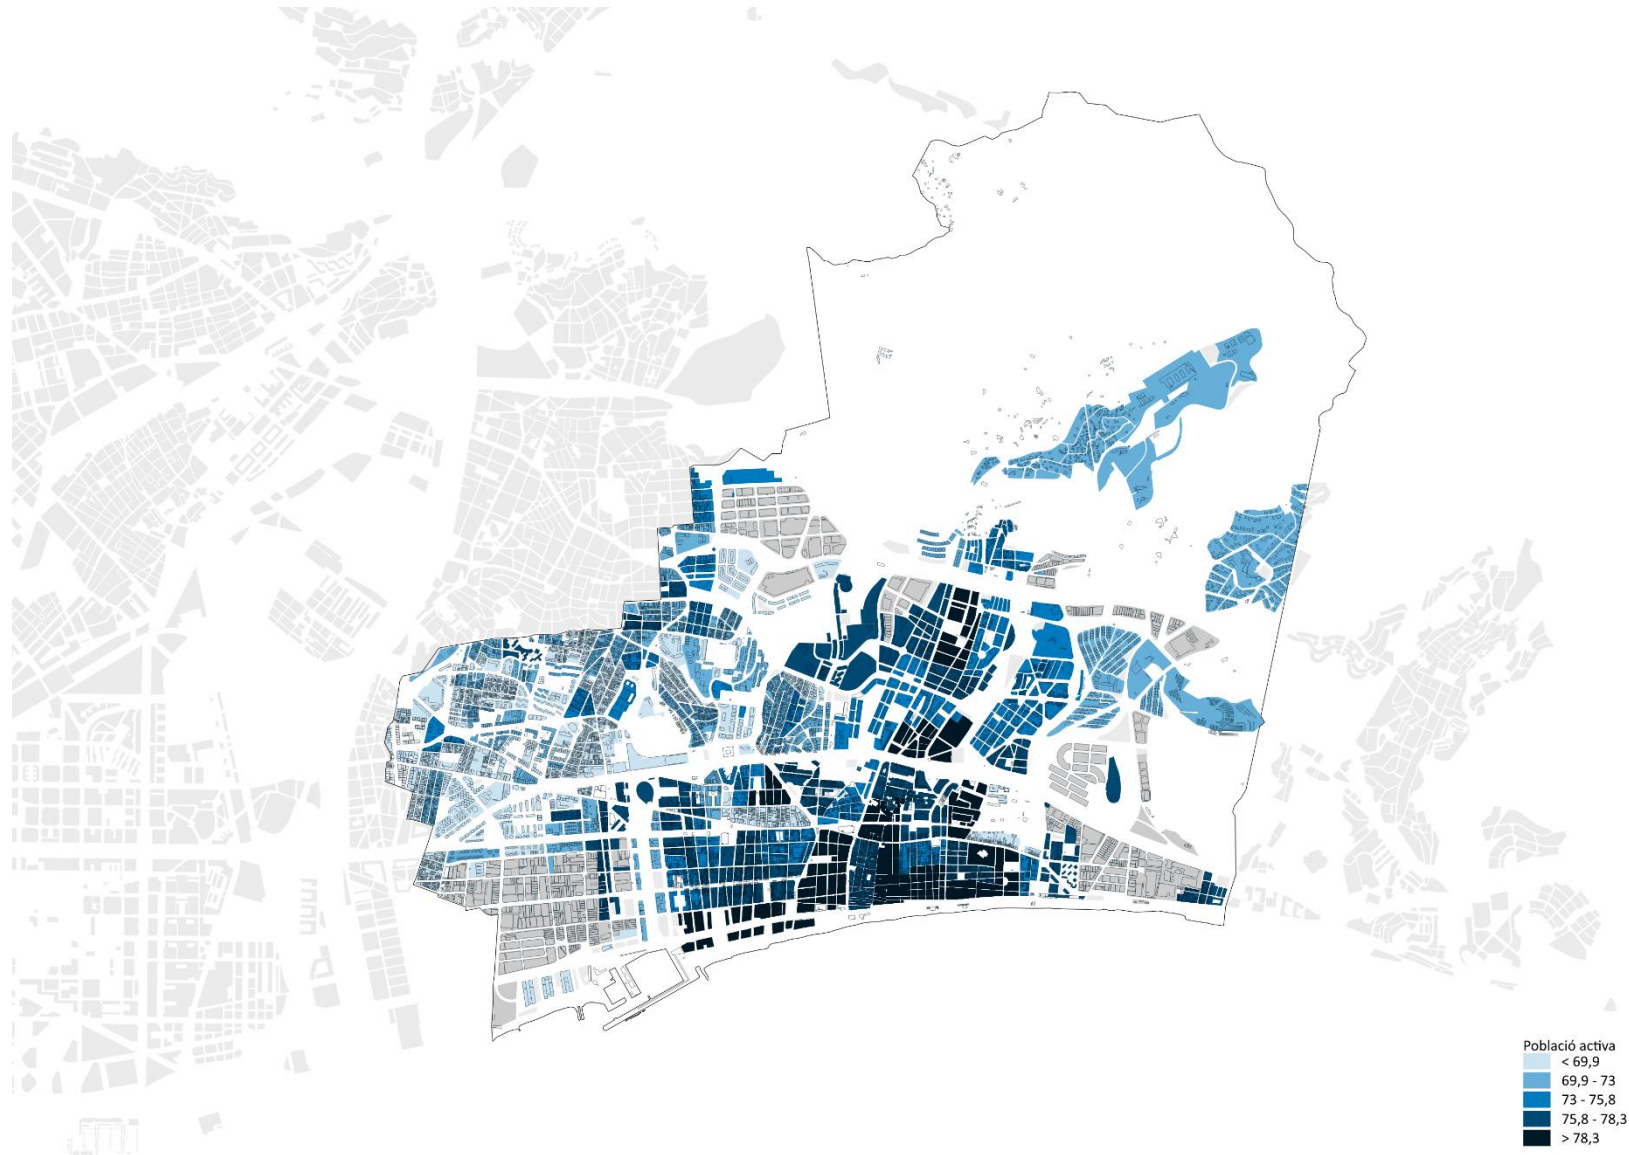 Població activa
< 69,9
69,9 - 73
73 - 75,8
75,8 - 78,3
> 78,3